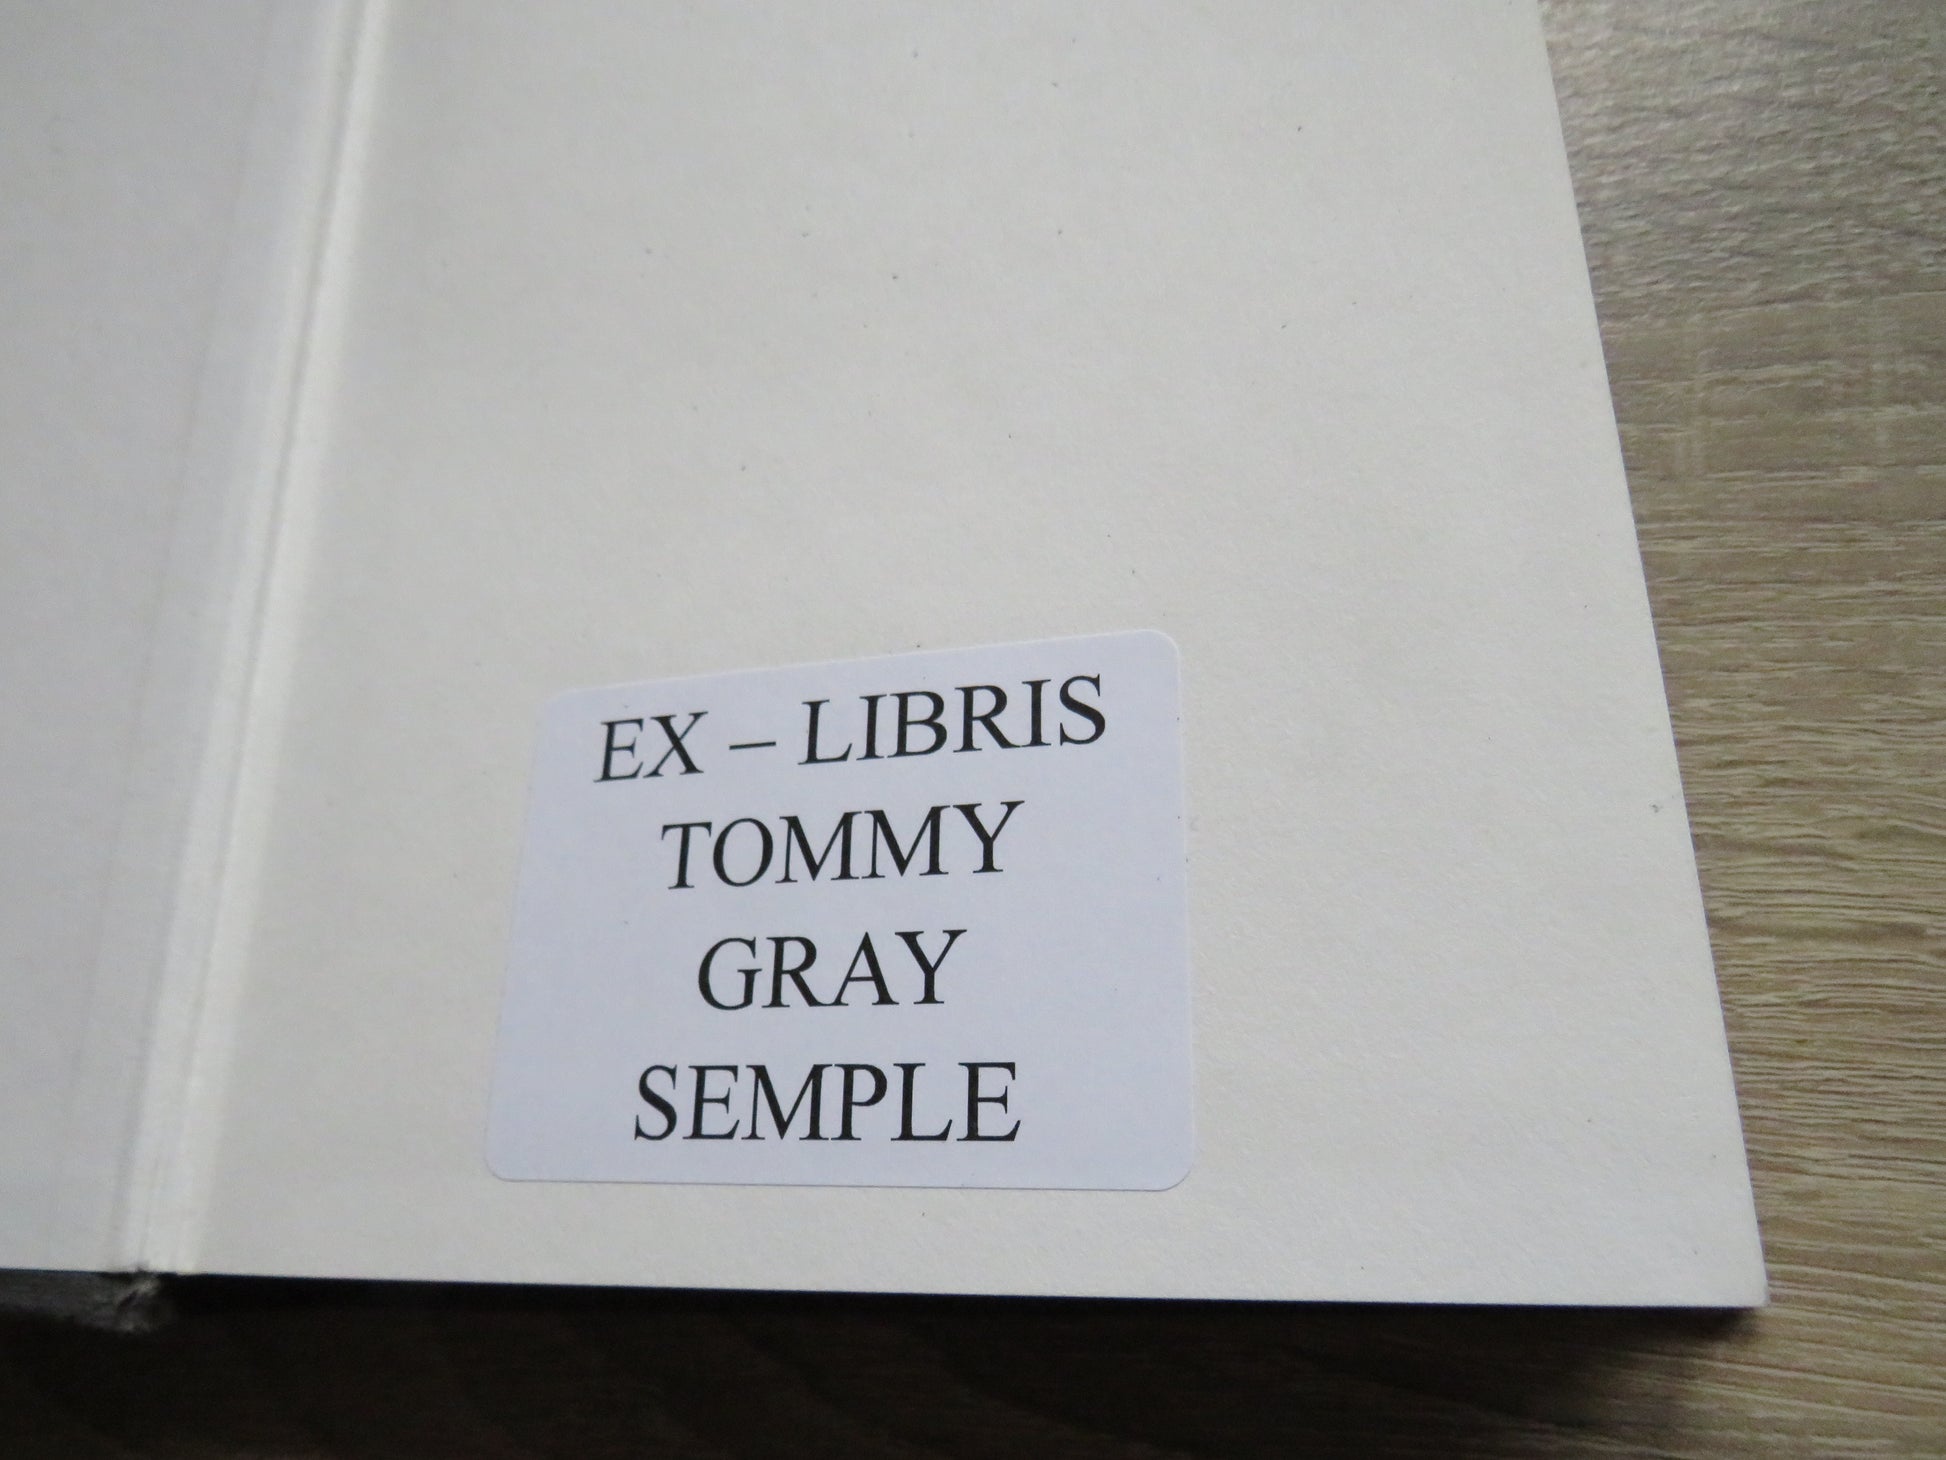 EX – LIBRIS
TOMMY
GRAY
SEMPLE